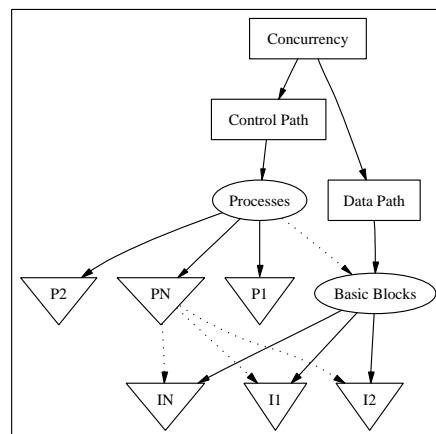 Concurrency
Control Path
Processes
Data Path
P2
PN
P1
Basic Blocks
IN
I1
I2